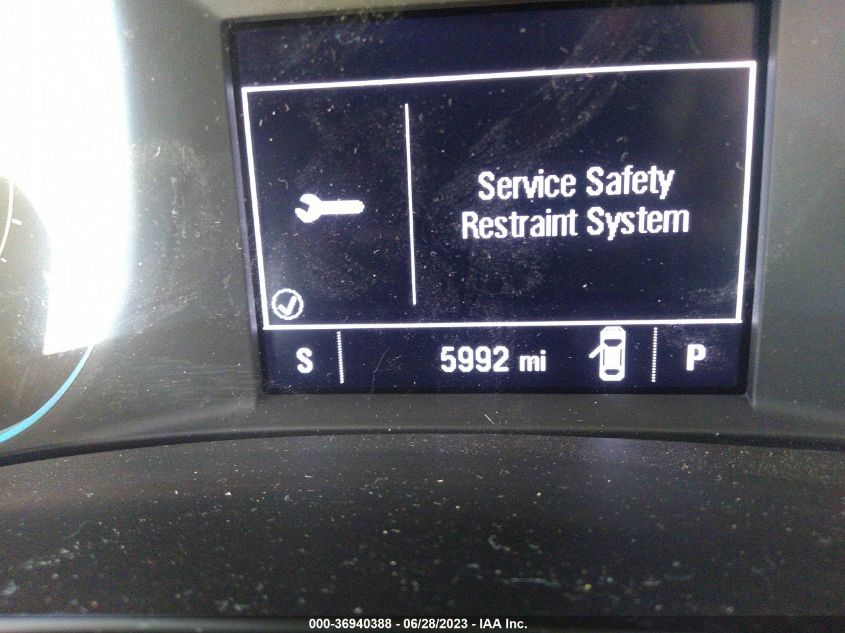 Service Safety
Restraint System
S 5992 mi P
000-36940388 - 06/28/2023 - IAA Inc.